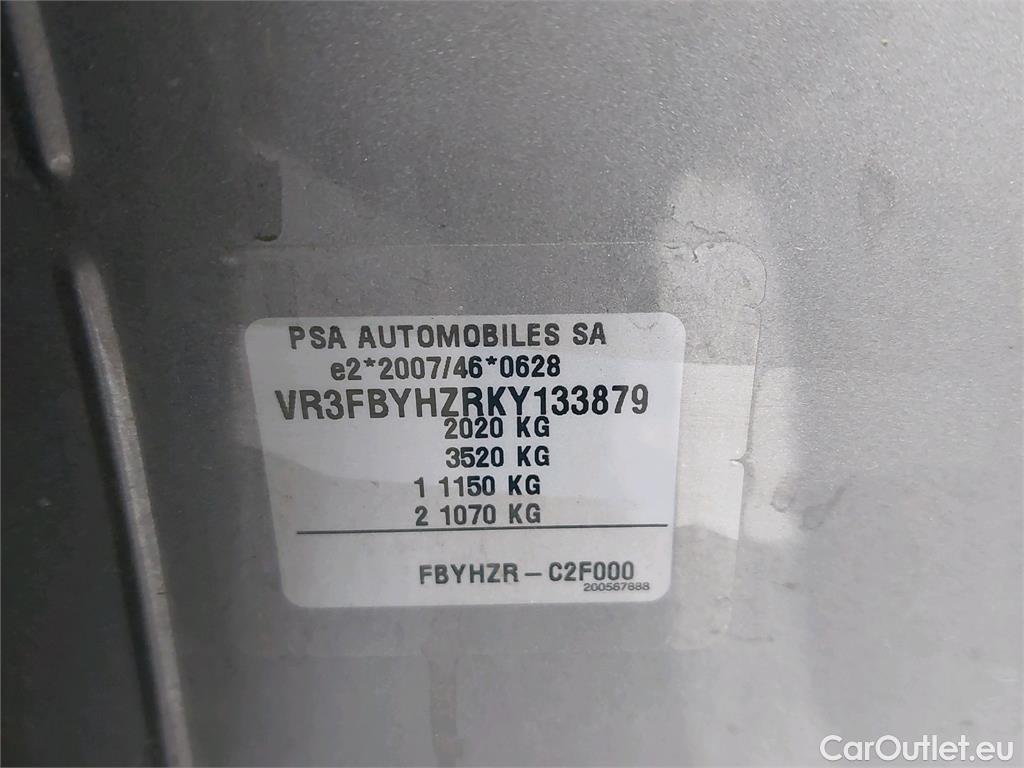 PSA AUTOMOBILES SA
e2*2007/46*0628
VR3FBYHZRKY133879
2020 KG
3520 KG
1 1150 KG
2 1070 KG
FBYHZR – C2F000
200567888
CarOutlet.eu